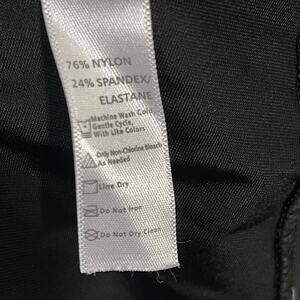 76% NYLON
24% SPANDEX/
ELASTANE
Machine Wash Cold
Gentle Cycle,
With Like Colors
Only Non-Chlorine Bleach
As Needed
Line Dry
Do Not Iron
Do Not Dry Clean